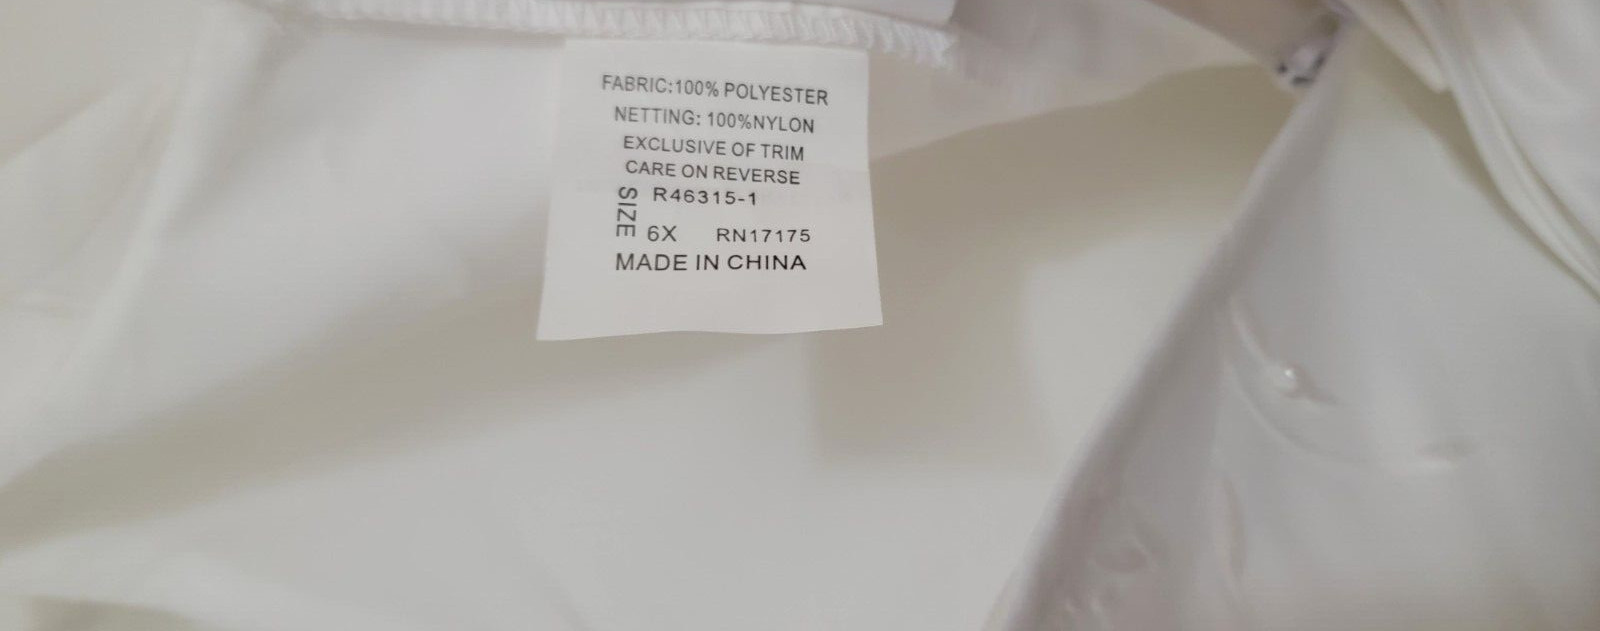 FABRIC:100% POLYESTER
NETTING: 100%NYLON
EXCLUSIVE OF TRIM
CARE ON REVERSE
SIZE
R46315-1
6X RN17175
MADE IN CHINA